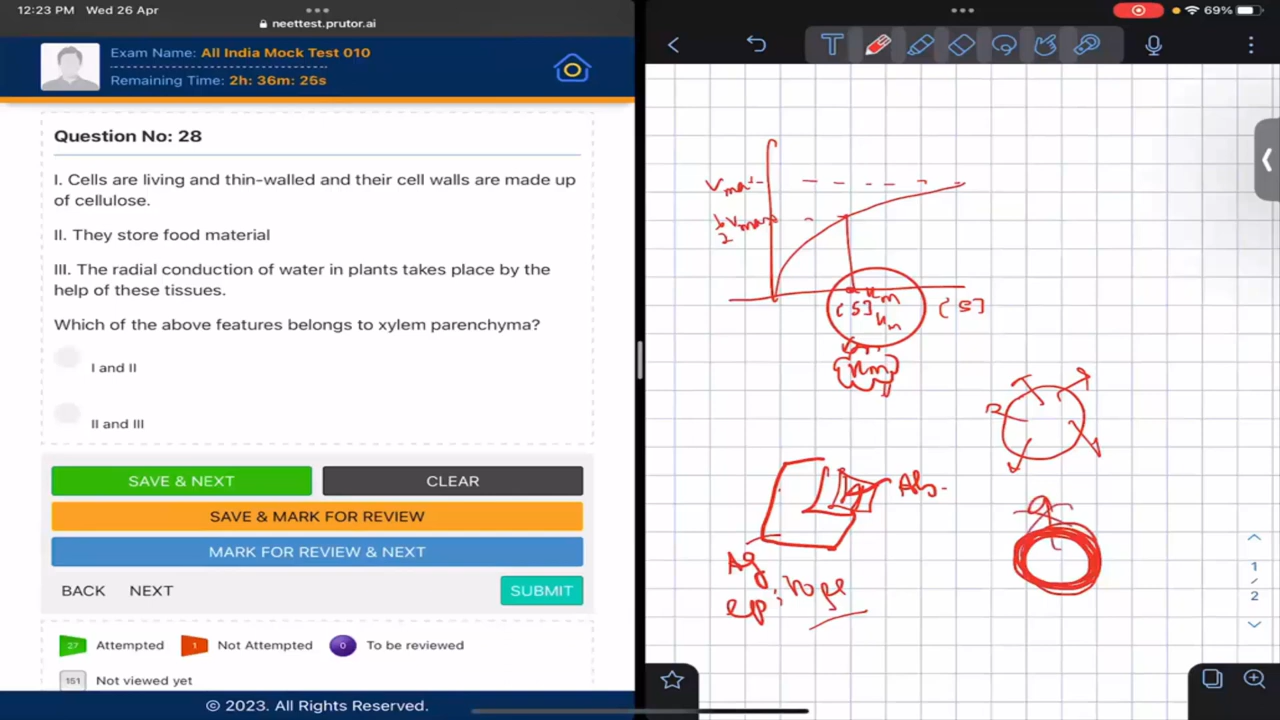 12:23 PM Wed 26 Apr
neettest.prutor.ai
69%
Exam Name: All India Mock Test 010
Remaining Time: 2h: 36m: 25s
Question No: 28
I. Cells are living and thin-walled and their cell walls are made up
of cellulose.
II. They store food material
III. The radial conduction of water in plants takes place by the
help of these tissues.
Which of the above features belongs to xylem parenchyma?
I and II
II and III
SAVE & NEXT
CLEAR
SAVE & MARK FOR REVIEW
MARK FOR REVIEW & NEXT
BACK
NEXT
SUBMIT
27 Attempted
1 Not Attempted
0 To be reviewed
151 Not viewed yet
© 2023. All Rights Reserved.
T
Vmax
Vmax
2
Km
[S]
[S]
Km
Ab.
Ag
1
/
2